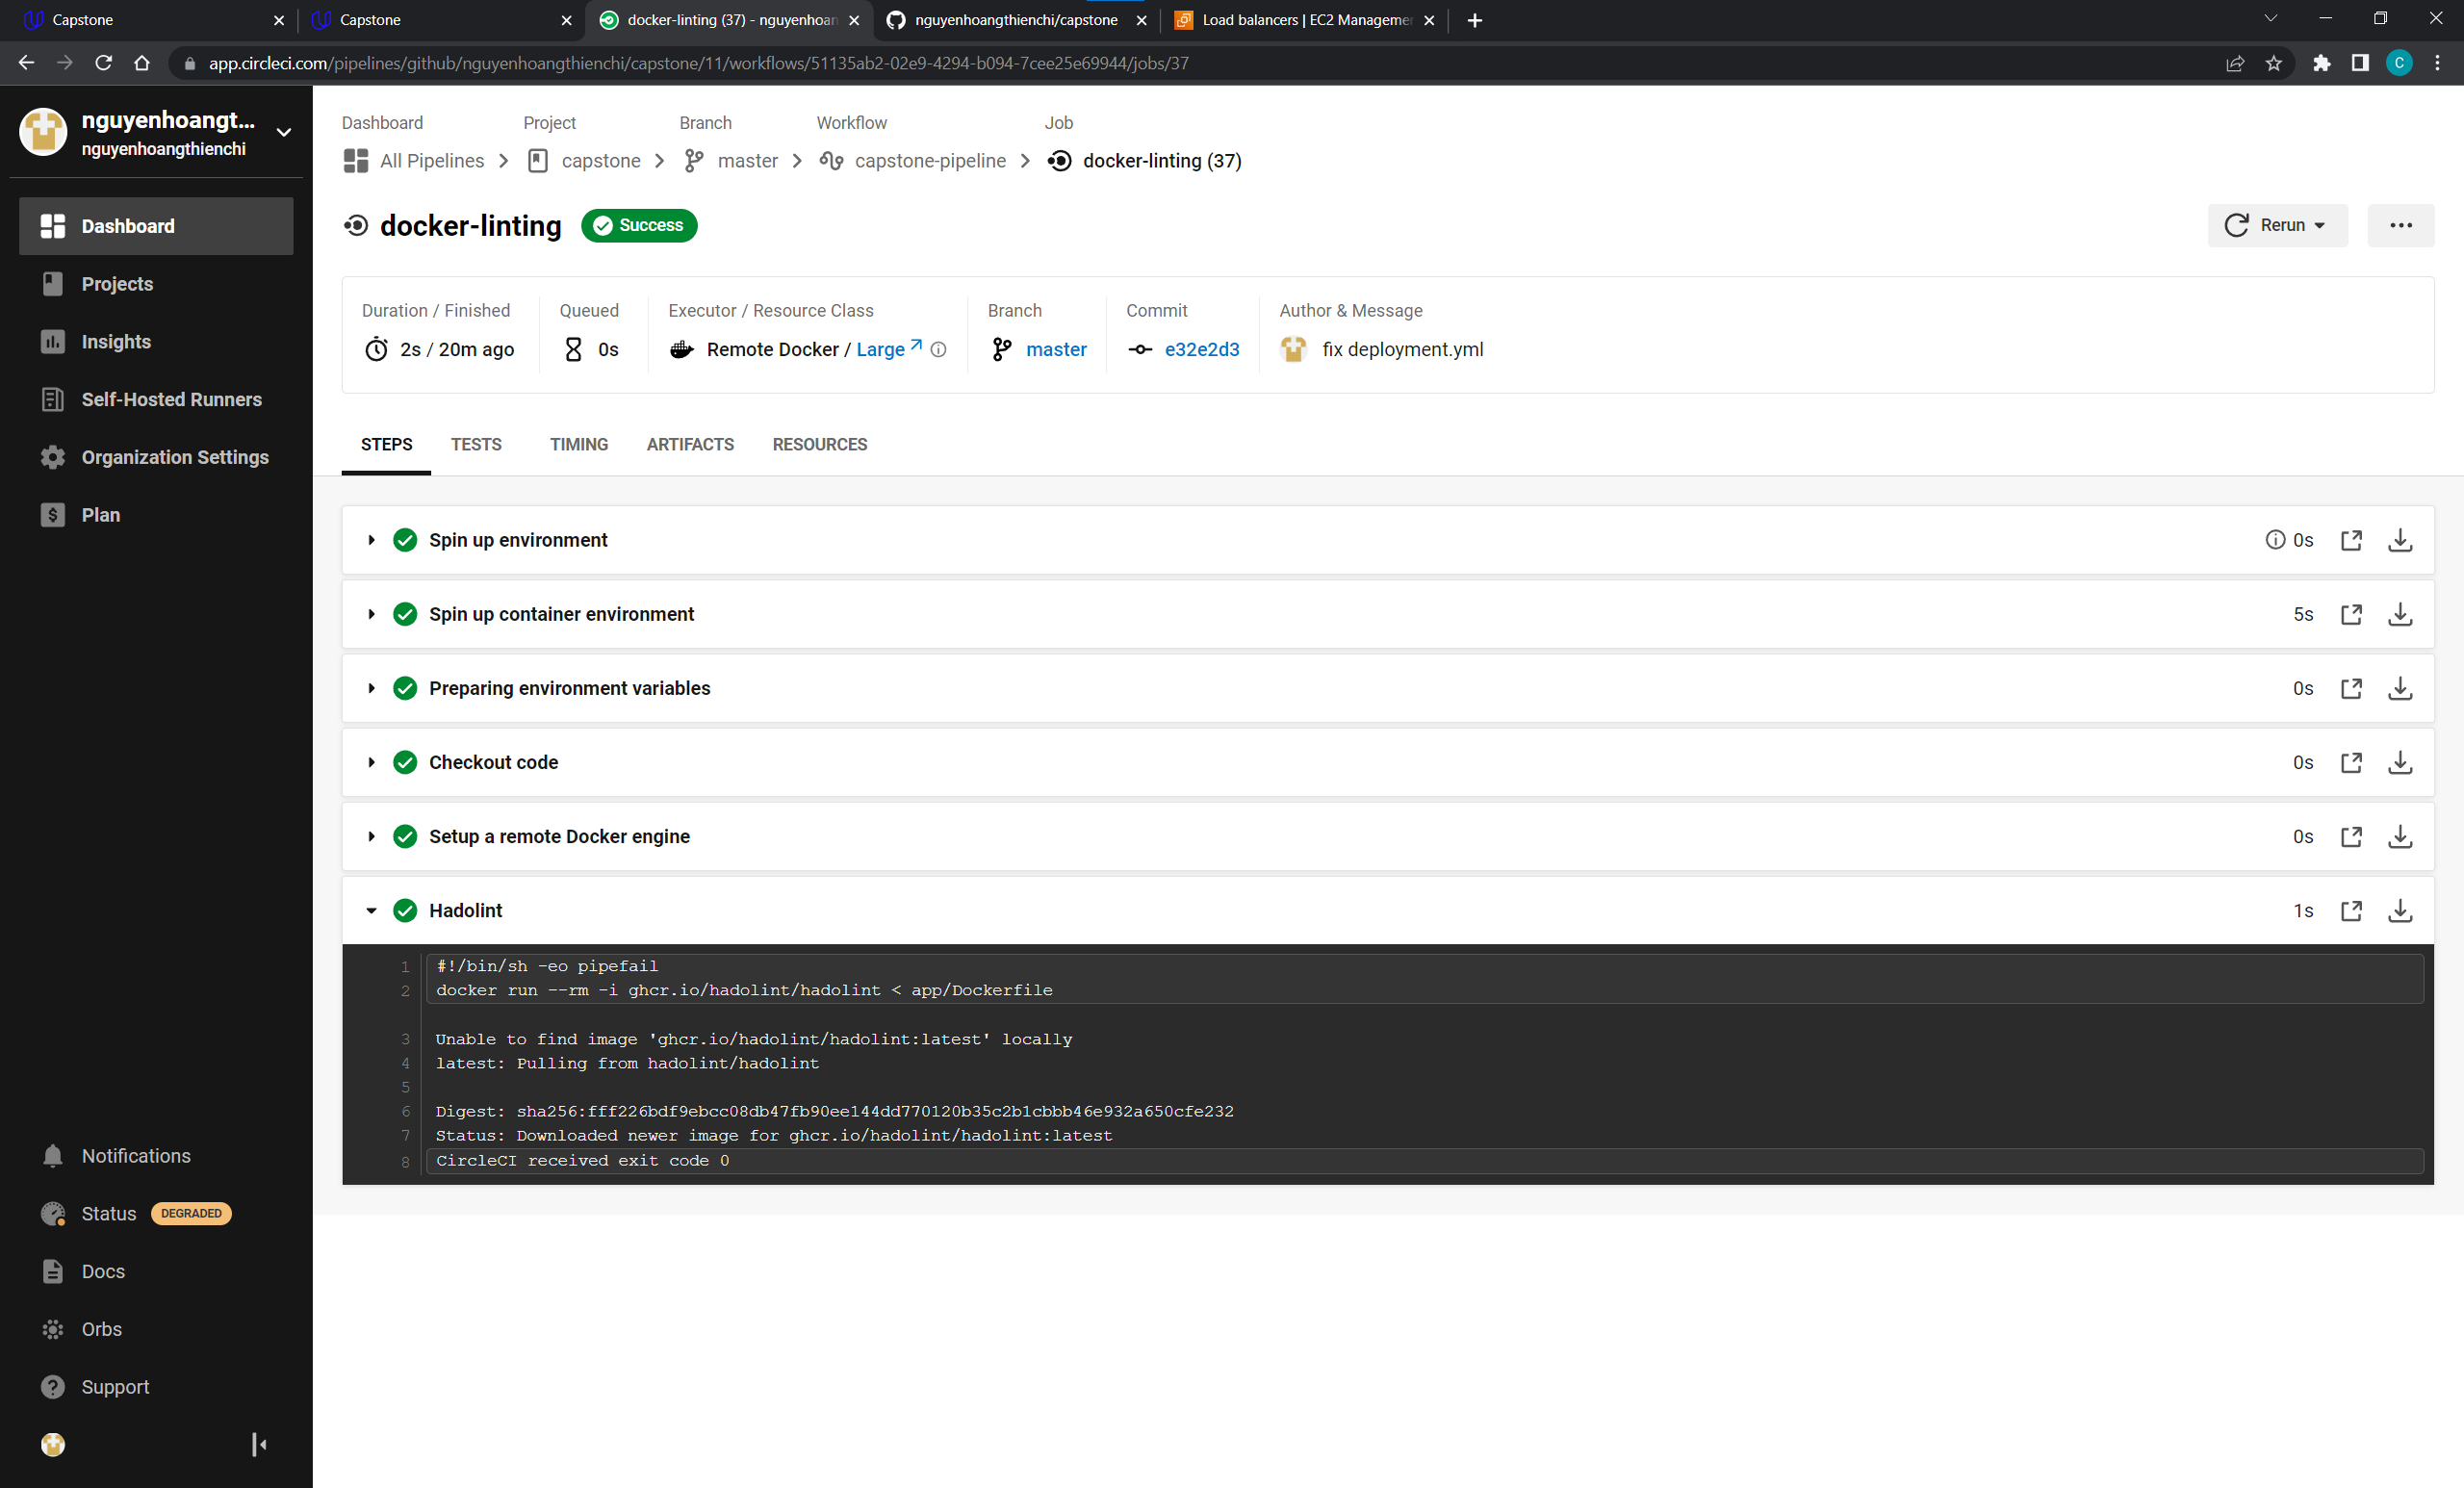 Capstone
Capstone
docker-linting (37) - nguyenhoan
nguyenhoangthienchi/capstone
Load balancers | EC2 Manageme
app.circleci.com/pipelines/github/nguyenhoangthienchi/capstone/11/workflows/51135ab2-02e9-4294-b094-7cee25e69944/jobs/37
C
nguyenhoangt...
nguyenhoangthienchi
Dashboard
Projects
Insights
Self-Hosted Runners
Organization Settings
Plan
Notifications
Status DEGRADED
Docs
Orbs
Support
Dashboard Project Branch Workflow Job
All Pipelines capstone master capstone-pipeline docker-linting (37)
docker-linting Success
Rerun
Duration / Finished Queued Executor / Resource Class Branch Commit Author & Message
2s / 20m ago 0s Remote Docker / Large master e32e2d3 fix deployment.yml
STEPS TESTS TIMING ARTIFACTS RESOURCES
Spin up environment 0s
Spin up container environment 5s
Preparing environment variables 0s
Checkout code 0s
Setup a remote Docker engine 0s
Hadolint 1s
1 #!/bin/sh -eo pipefail
2 docker run --rm -i ghcr.io/hadolint/hadolint < app/Dockerfile
3 Unable to find image 'ghcr.io/hadolint/hadolint:latest' locally
4 latest: Pulling from hadolint/hadolint
5
6 Digest: sha256:fff226bdf9ebcc08db47fb90ee144dd770120b35c2b1cbbb46e932a650cfe232
7 Status: Downloaded newer image for ghcr.io/hadolint/hadolint:latest
8 CircleCI received exit code 0